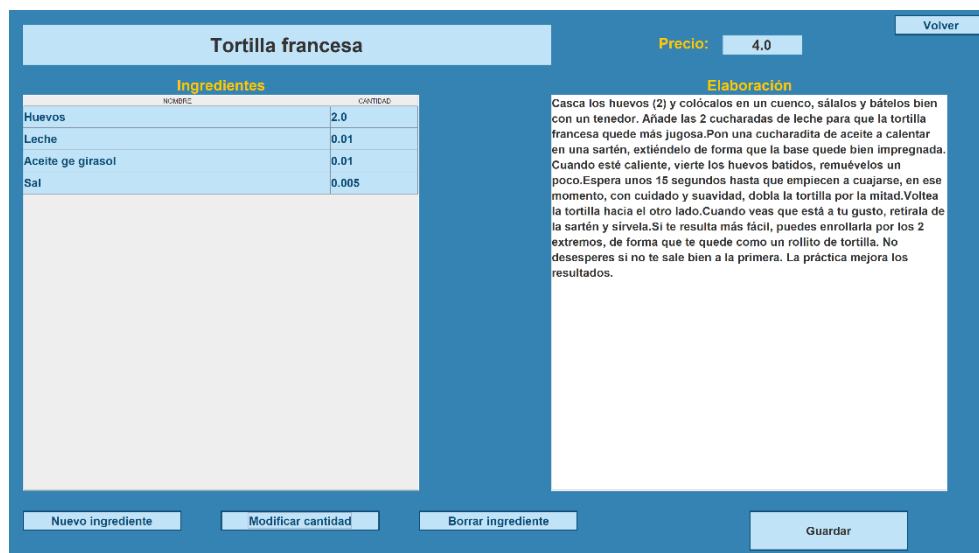 Volver
Tortilla francesa
Precio:
4.0
Ingredientes
NOMBRE CANTIDAD
Huevos 2.0
Leche 0.01
Aceite ge girasol 0.01
Sal 0.005
Elaboración
Casca los huevos (2) y colócalos en un cuenco, sálalos y bátelos bien
con un tenedor. Añade las 2 cucharadas de leche para que la tortilla
francesa quede más jugosa.Pon una cucharadita de aceite a calentar
en una sartén, extiéndelo de forma que la base quede bien impregnada.
Cuando esté caliente, vierte los huevos batidos, remuévelos un
poco.Espera unos 15 segundos hasta que empiecen a cuajarse, en ese
momento, con cuidado y suavidad, dobla la tortilla por la mitad.Voltea
la tortilla hacia el otro lado.Cuando veas que está a tu gusto, retírala de
la sartén y sírvela.Si te resulta más fácil, puedes enrollarla por los 2
extremos, de forma que te quede como un rollito de tortilla. No
desesperes si no te sale bien a la primera. La práctica mejora los
resultados.
Nuevo ingrediente
Modificar cantidad
Borrar ingrediente
Guardar